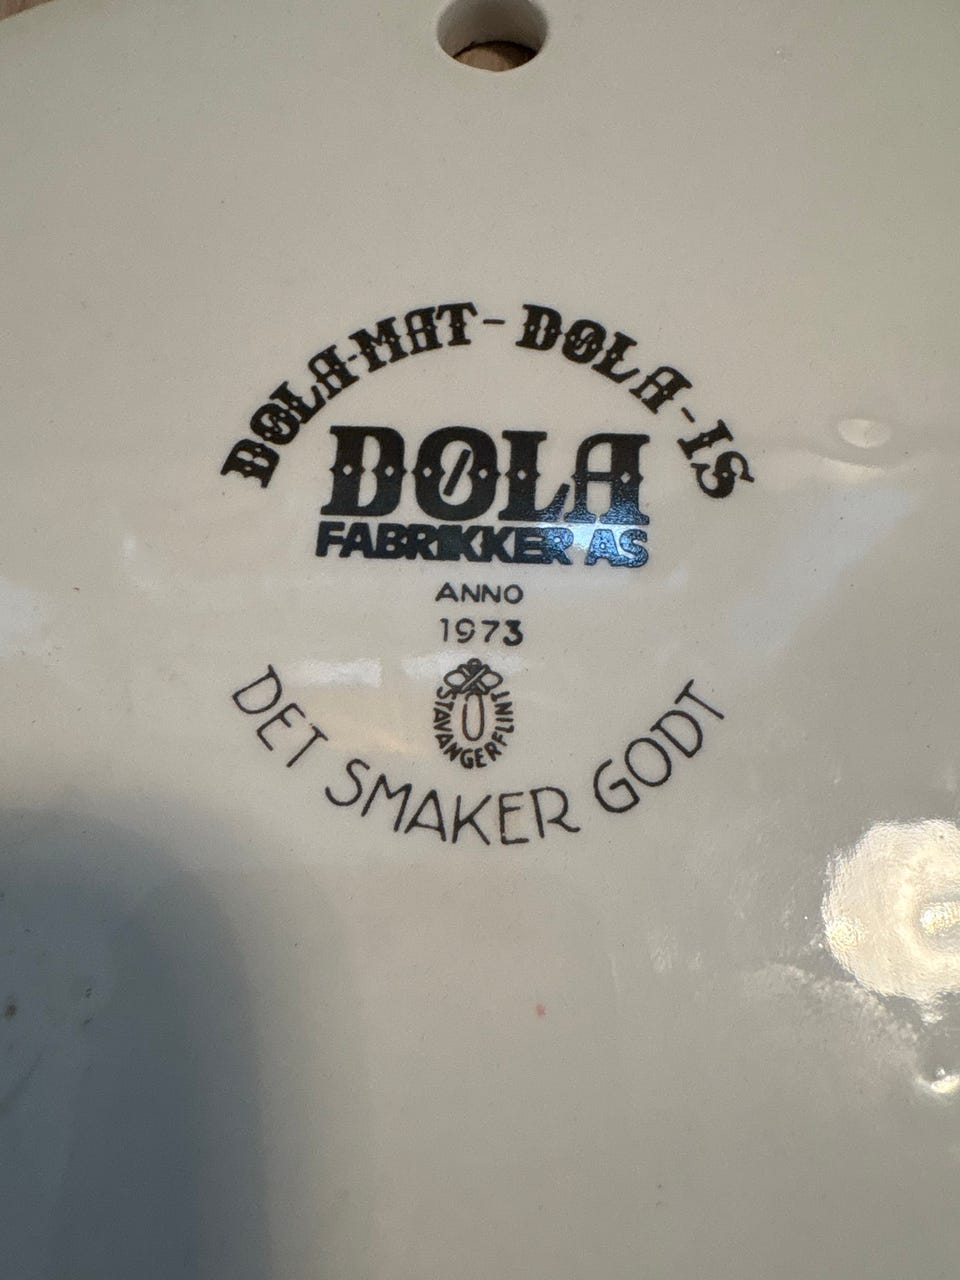 DØLA-MAT - DØLA - IS
DØLA
FABRIKKER AS
ANNO
1973
STAVANGERFLINT
DET SMAKER GODT